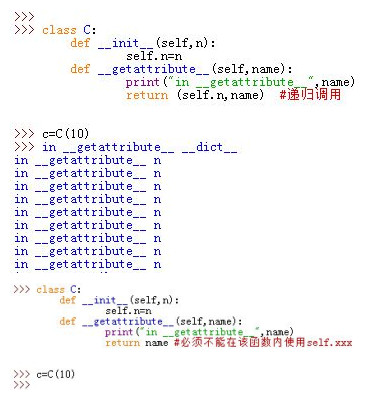 >>>
>>> class C:
        def __init__(self,n):
                self.n=n
        def __getattribute__(self,name):
                print("in __getattribute__",name)
                return (self.n,name)  #递归调用
>>> c=C(10)
>>> in __getattribute__ __dict__
in __getattribute__ n
in __getattribute__ n
in __getattribute__ n
in __getattribute__ n
in __getattribute__ n
in __getattribute__ n
in __getattribute__ n
in __getattribute__ n
in __getattribute__ n
>>> class C:
        def __init__(self,n):
                self.n=n
        def __getattribute__(self,name):
                print("in __getattribute__",name)
                return name #必须不能在该函数内使用self.xxx
>>> c=C(10)
>>>